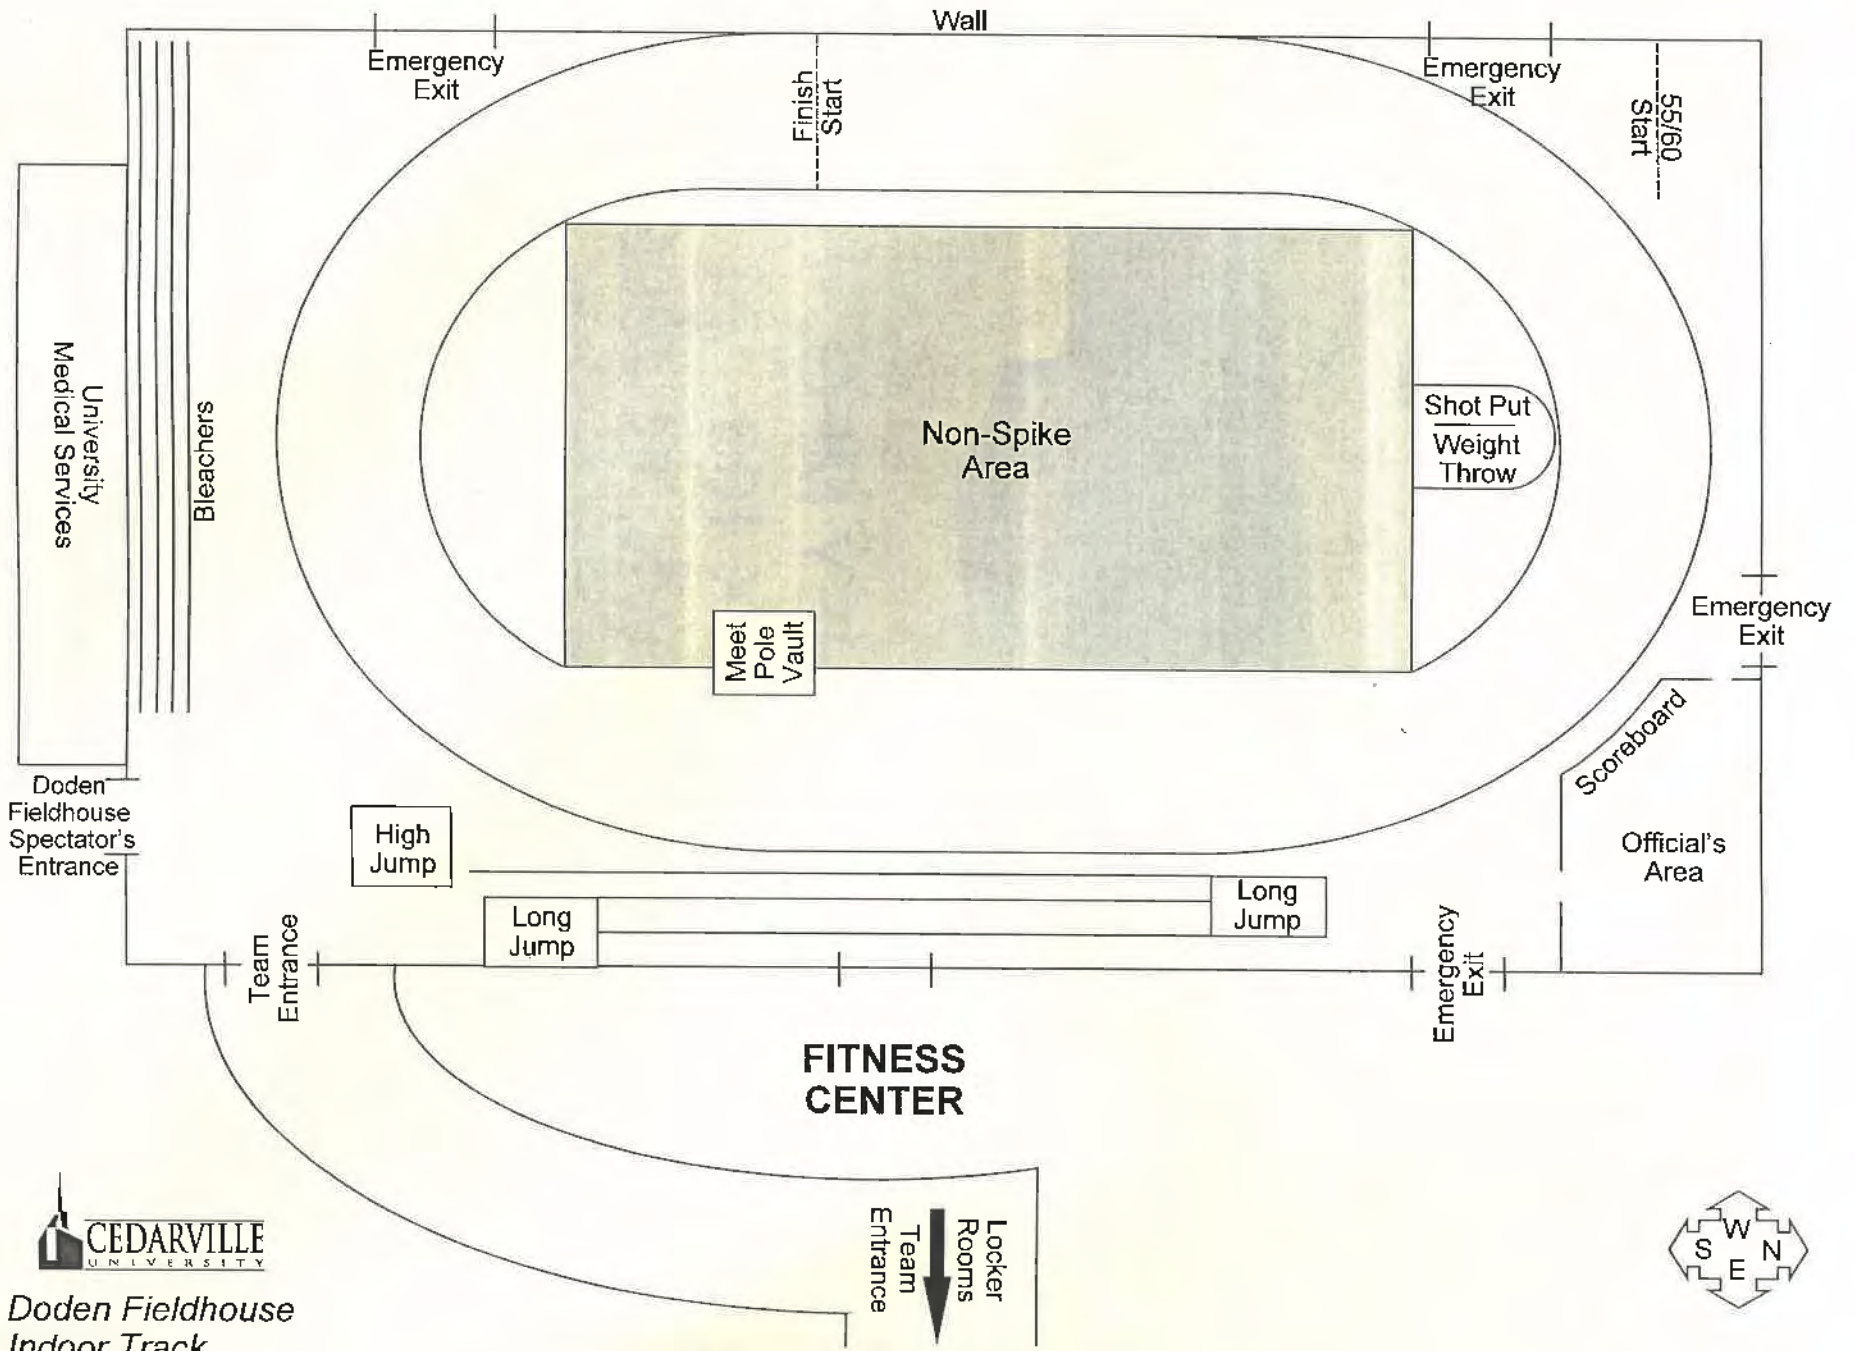 Wall
Emergency
Exit
Finish
Start
Emergency
Exit
55/60
Start
University
Medical Services
Bleachers
Non-Spike
Area
Shot Put
Weight
Throw
Meet
Pole
Vault
Emergency
Exit
Scoreboard
Official's
Area
Doden
Fieldhouse
Spectator's
Entrance
High
Jump
Long
Jump
Long
Jump
Team
Entrance
Emergency
Exit
FITNESS
CENTER
Locker
Rooms
Team
Entrance
CEDARVILLE
UNIVERSITY
Doden Fieldhouse
Indoor Track
W
S N
E